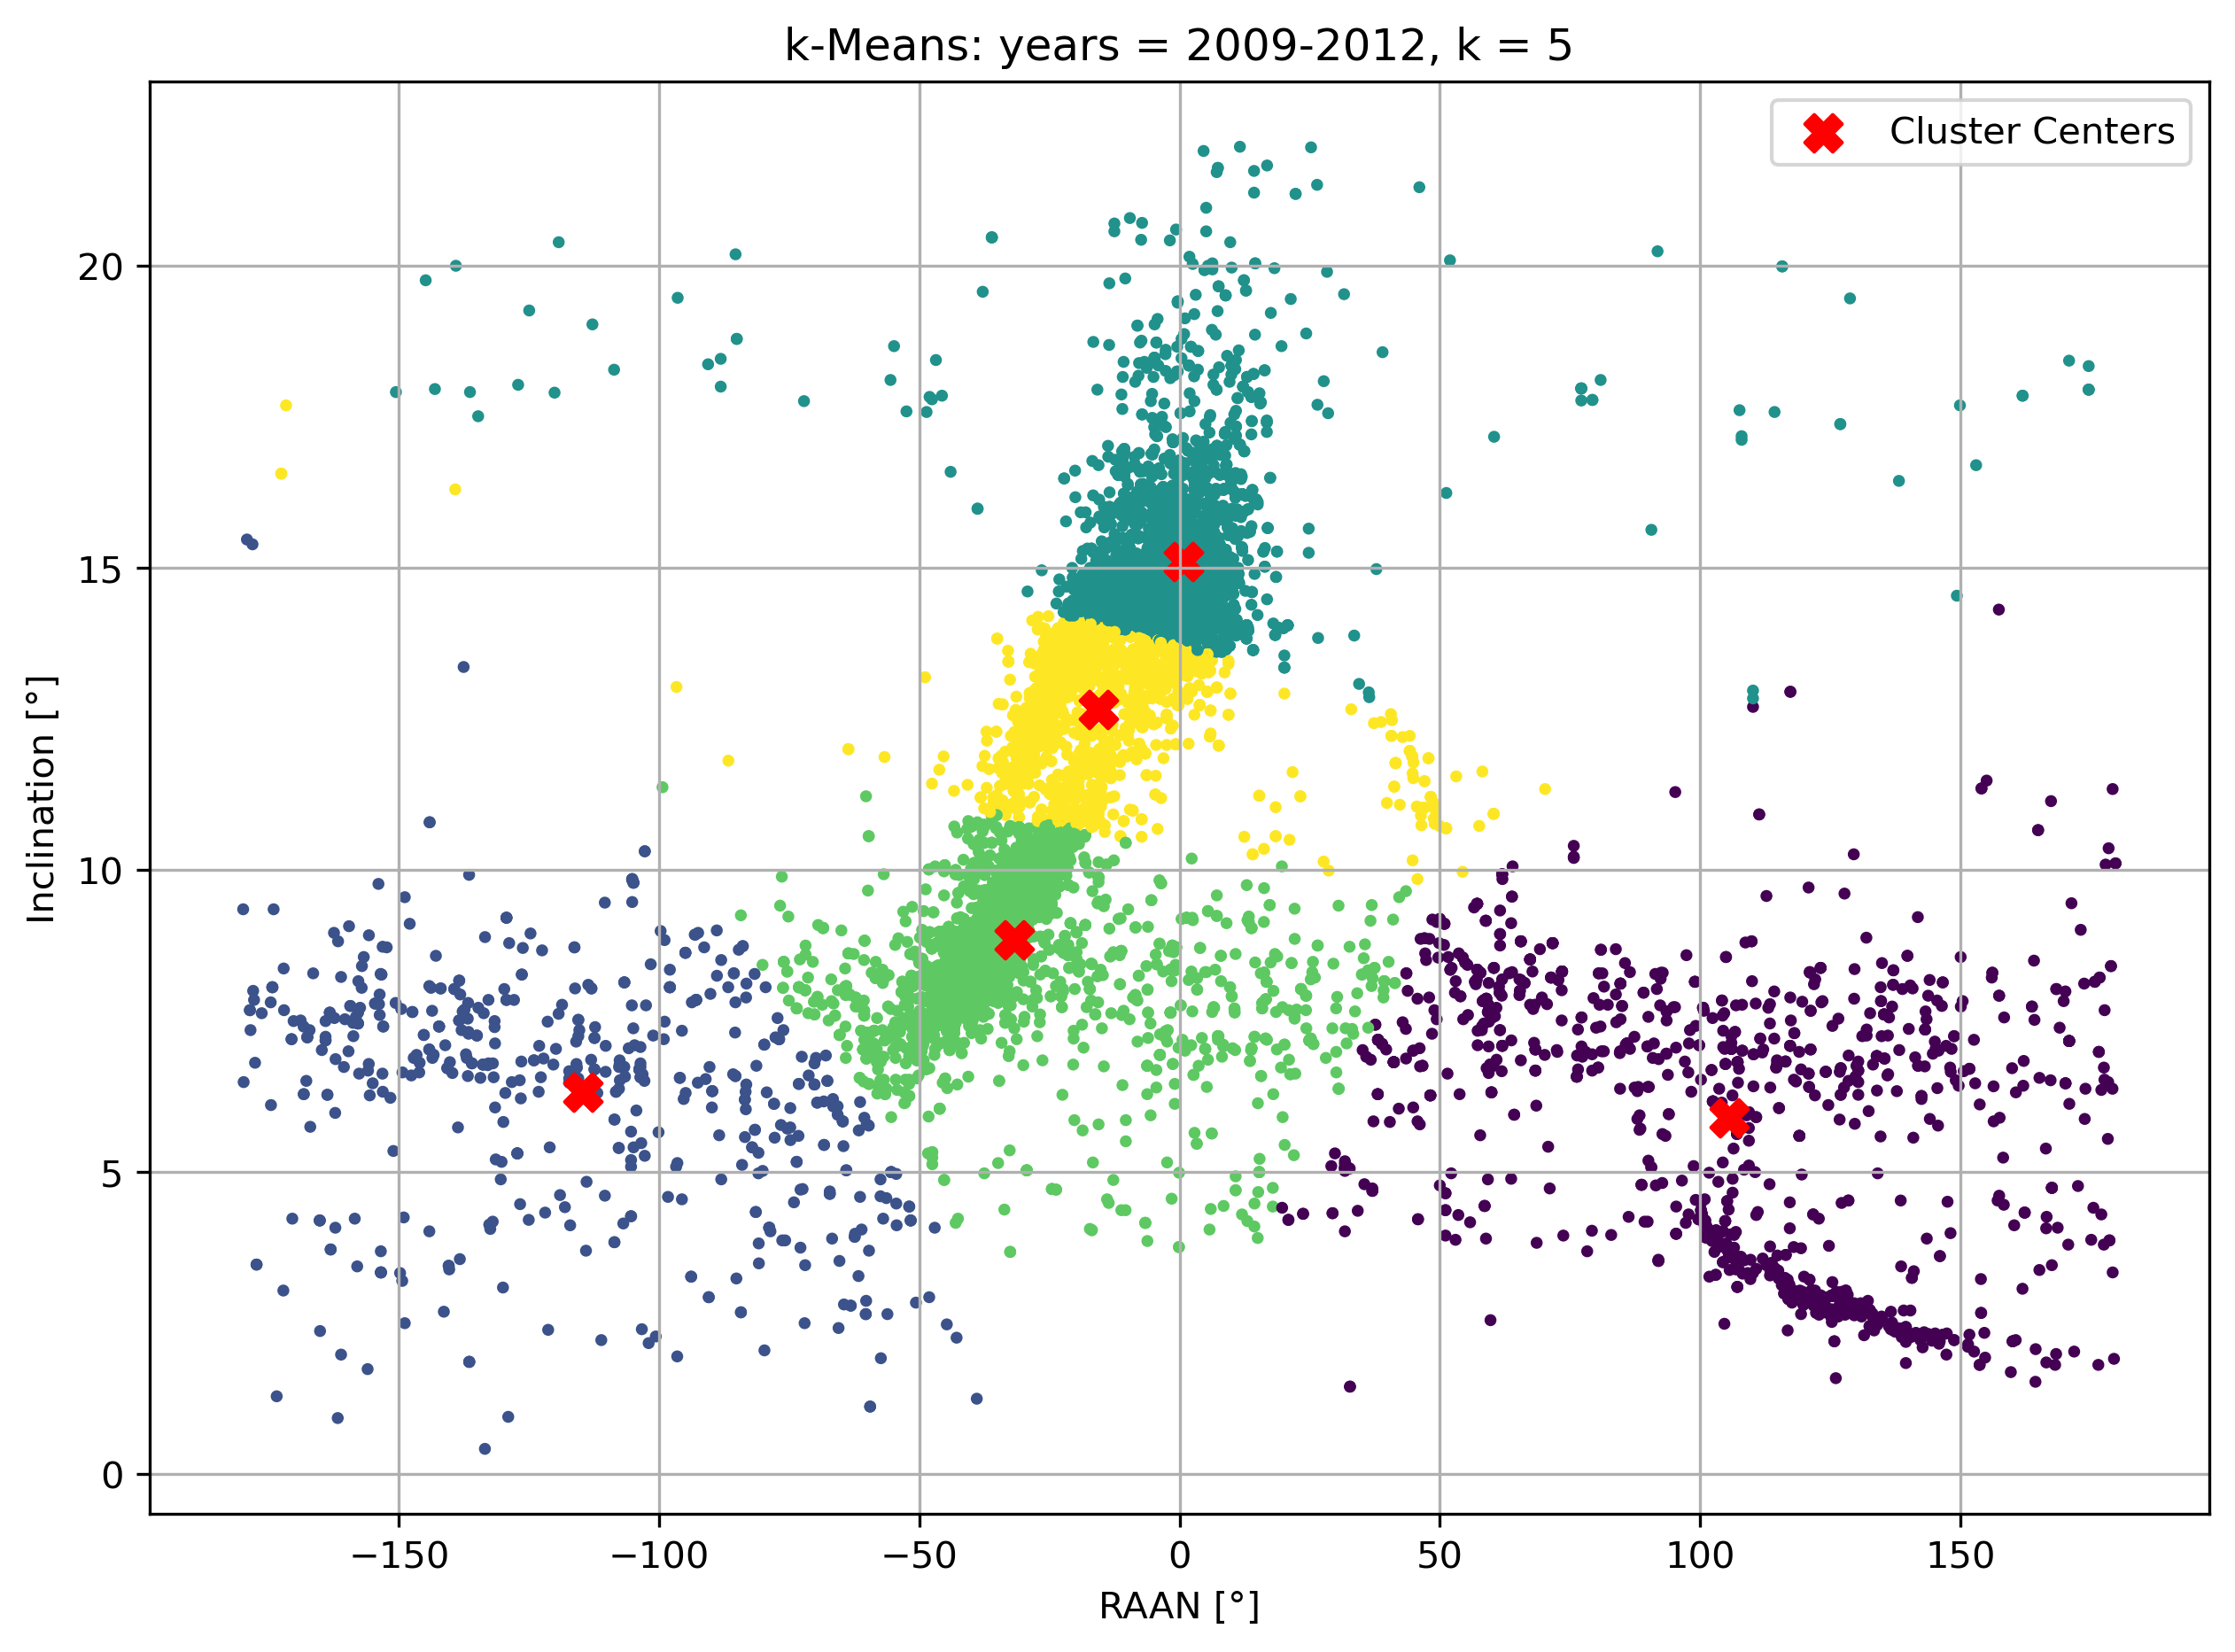 k-Means: years = 2009-2012, k = 5
Cluster Centers
Inclination [°]
20
15
10
5
0
−150 −100 −50 0 50 100 150
RAAN [°]